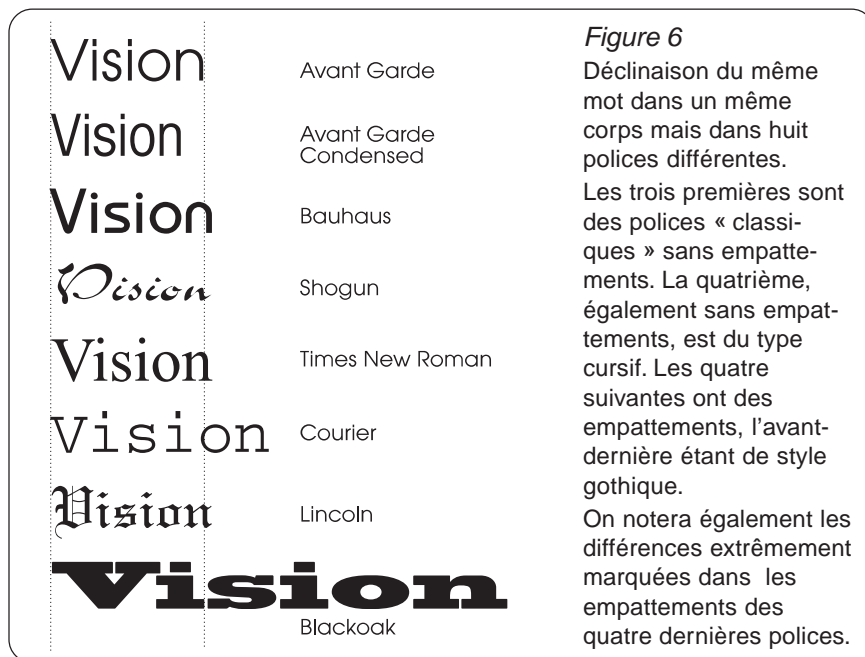 Vision
Avant Garde
Vision
Avant Garde
Condensed
Vision
Bauhaus
Vision
Shogun
Vision
Times New Roman
Vision
Courier
Vision
Lincoln
Vision
Blackoak
Figure 6
Déclinaison du même
mot dans un même
corps mais dans huit
polices différentes.
Les trois premières sont
des polices « classi-
ques » sans empatte-
ments. La quatrième,
également sans empat-
tements, est du type
cursif. Les quatre
suivantes ont des
empattements, l’avant-
dernière étant de style
gothique.
On notera également les
différences extrêmement
marquées dans les
empattements des
quatre dernières polices.